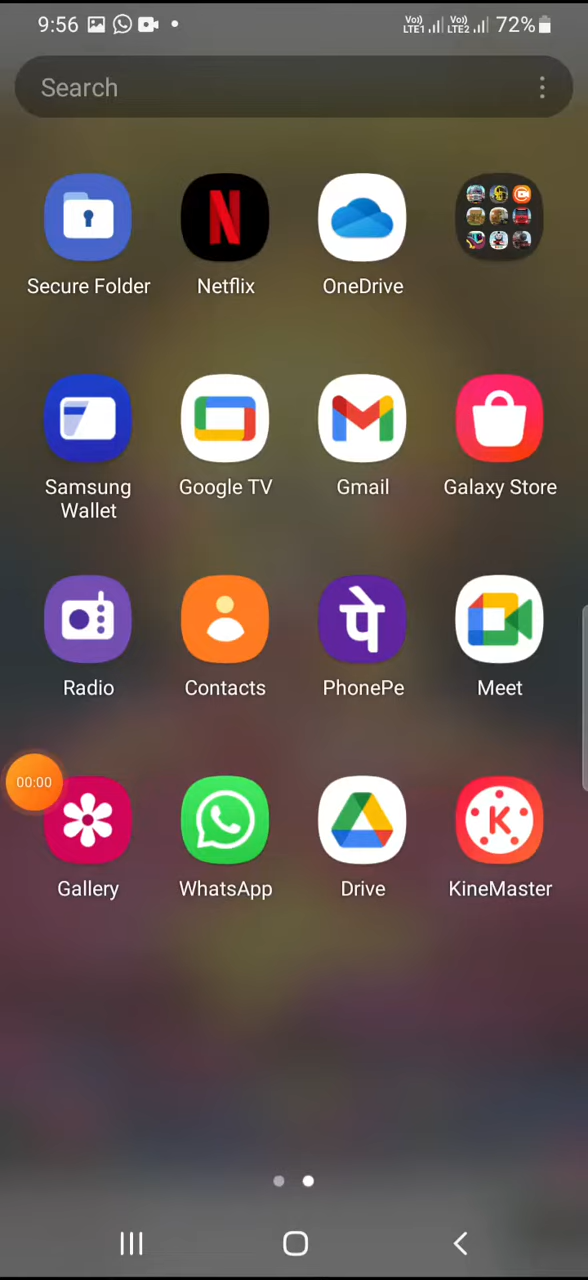 9:56
Vo)) LTE1 Vo)) LTE2 72%
Search
Secure Folder
Netflix
OneDrive
Samsung
Wallet
Google TV
Gmail
Galaxy Store
Radio
Contacts
पे
PhonePe
Meet
00:00
Gallery
WhatsApp
Drive
K
KineMaster